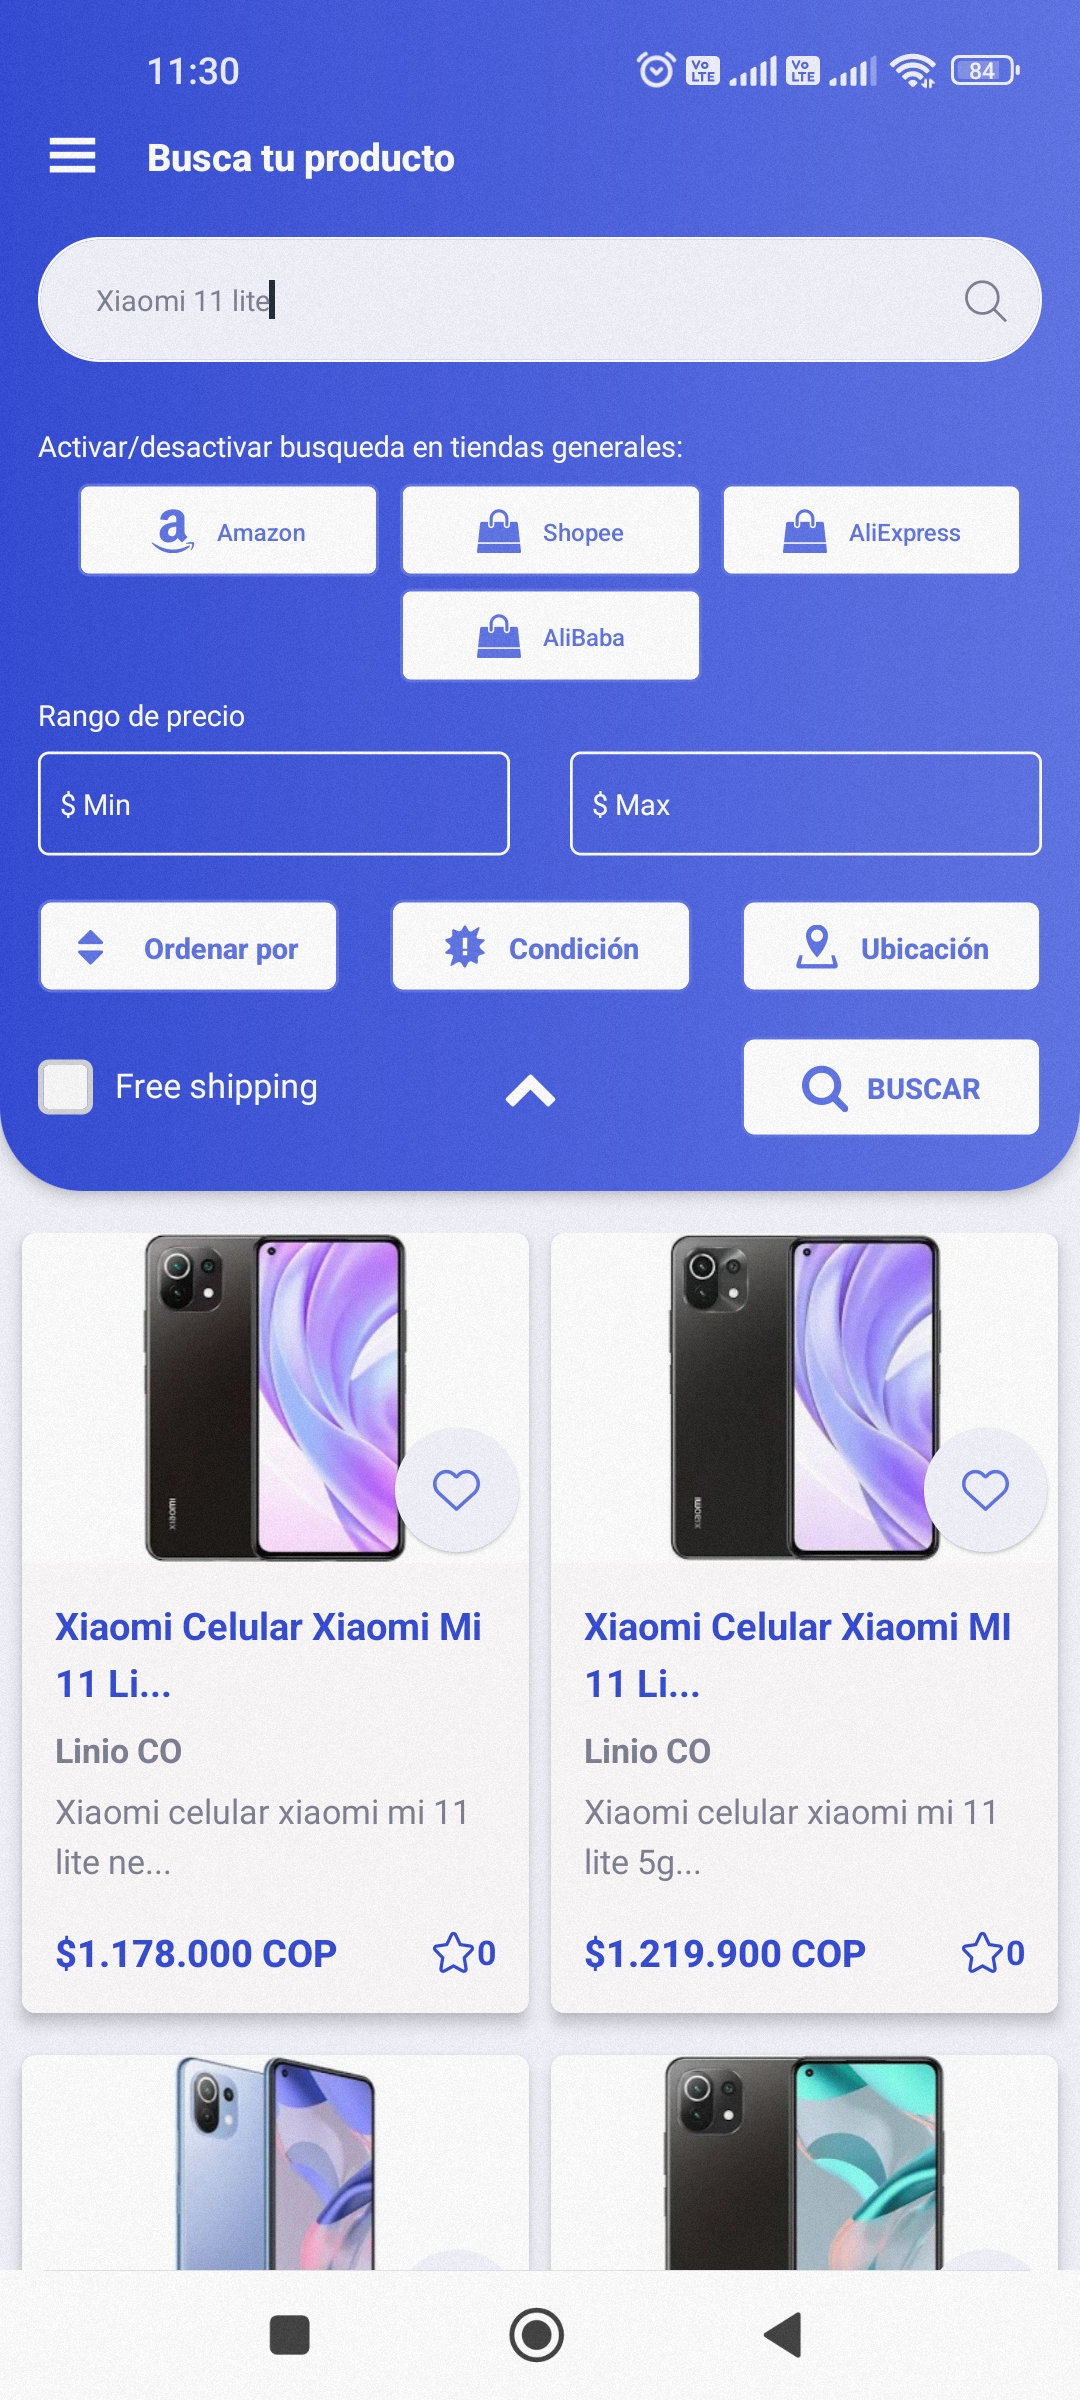 11:30
Vo LTE Vo LTE 84
Busca tu producto
Xiaomi 11 lite
Activar/desactivar busqueda en tiendas generales:
Amazon Shopee AliExpress
AliBaba
Rango de precio
$ Min $ Max
Ordenar por Condición Ubicación
Free shipping BUSCAR
xiaomi
xiaomi
Xiaomi Celular Xiaomi Mi
11 Li...
Linio CO
Xiaomi celular xiaomi mi 11
lite ne...
$1.178.000 COP 0
Xiaomi Celular Xiaomi MI
11 Li...
Linio CO
Xiaomi celular xiaomi mi 11
lite 5g...
$1.219.900 COP 0